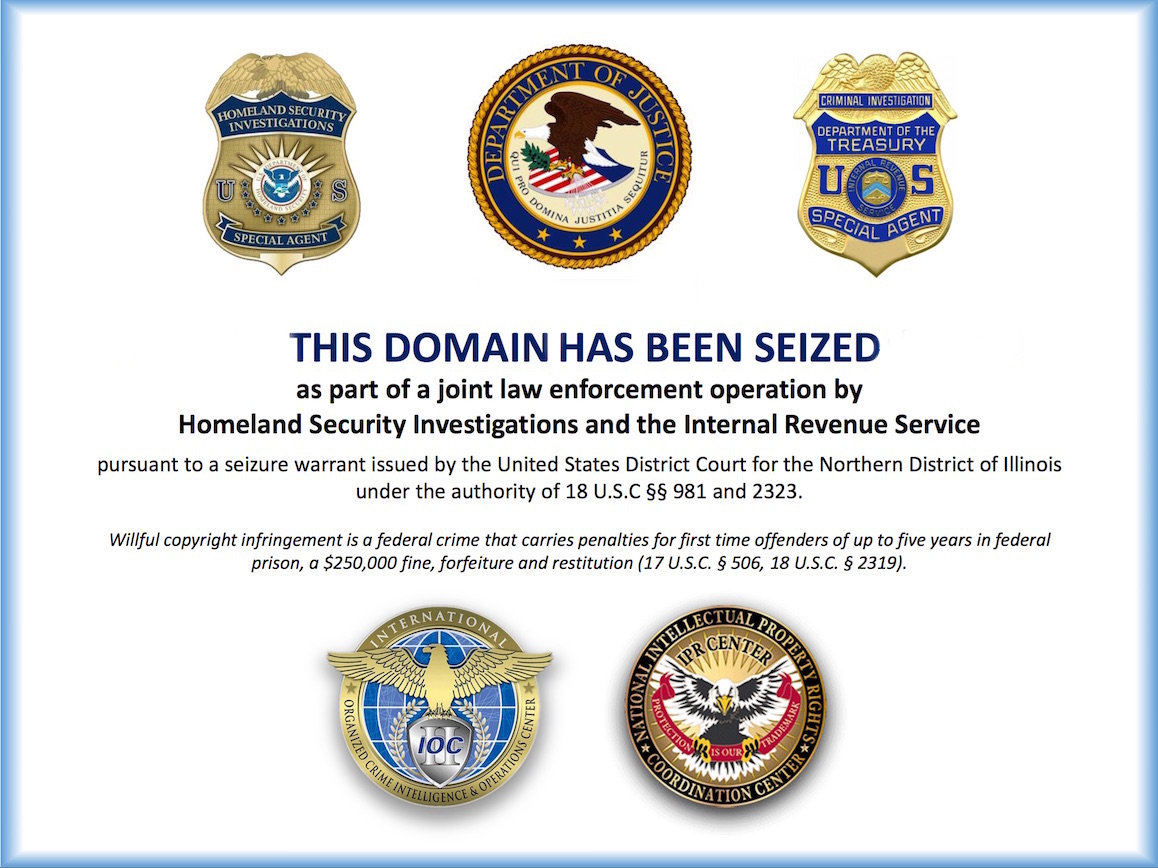 HOMELAND SECURITY
INVESTIGATIONS
U S
SPECIAL AGENT
DEPARTMENT OF JUSTICE
QUI PRO DOMINA JUSTITIA SEQUITUR
CRIMINAL INVESTIGATION
DEPARTMENT OF THE
TREASURY
U S
INTERNAL REVENUE
SERVICE
SPECIAL AGENT
THIS DOMAIN HAS BEEN SEIZED
as part of a joint law enforcement operation by
Homeland Security Investigations and the Internal Revenue Service
pursuant to a seizure warrant issued by the United States District Court for the Northern District of Illinois
under the authority of 18 U.S.C §§ 981 and 2323.
Willful copyright infringement is a federal crime that carries penalties for first time offenders of up to five years in federal
prison, a $250,000 fine, forfeiture and restitution (17 U.S.C. § 506, 18 U.S.C. § 2319).
INTERNATIONAL
ORGANIZED CRIME INTELLIGENCE & OPERATIONS CENTER
IOC
NATIONAL INTELLECTUAL PROPERTY RIGHTS
IPR CENTER
PROTECTION IS OUR TRADEMARK
COORDINATION CENTER